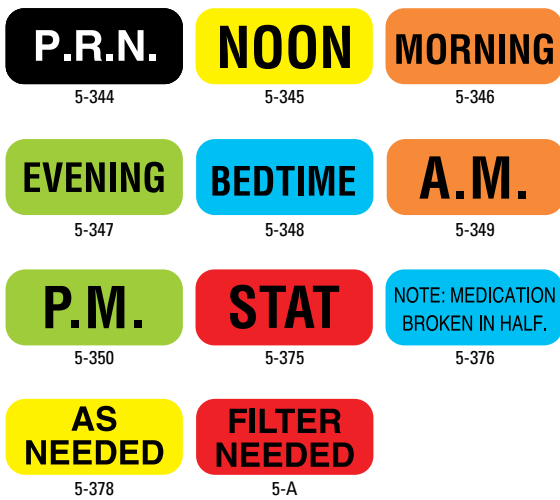 P.R.N.
5-344
NOON
5-345
MORNING
5-346
EVENING
5-347
BEDTIME
5-348
A.M.
5-349
P.M.
5-350
STAT
5-375
NOTE: MEDICATION
BROKEN IN HALF.
5-376
AS
NEEDED
5-378
FILTER
NEEDED
5-A